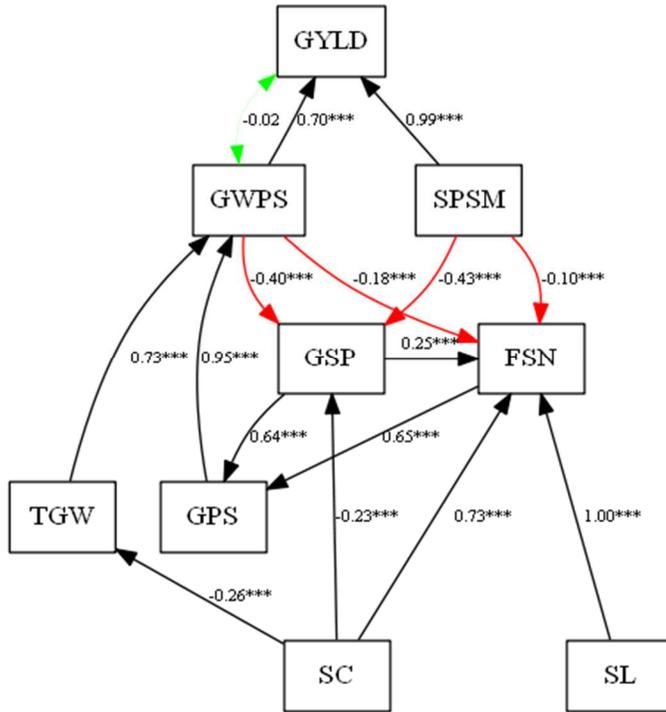 GYLD
-0.02 0.70*** 0.99***
GWPS SPSM
-0.40*** -0.18*** -0.43*** -0.10***
GSP 0.25*** FSN
0.73*** 0.95***
0.64*** 0.65***
TGW GPS
-0.23*** 0.73*** 1.00***
-0.26***
SC SL